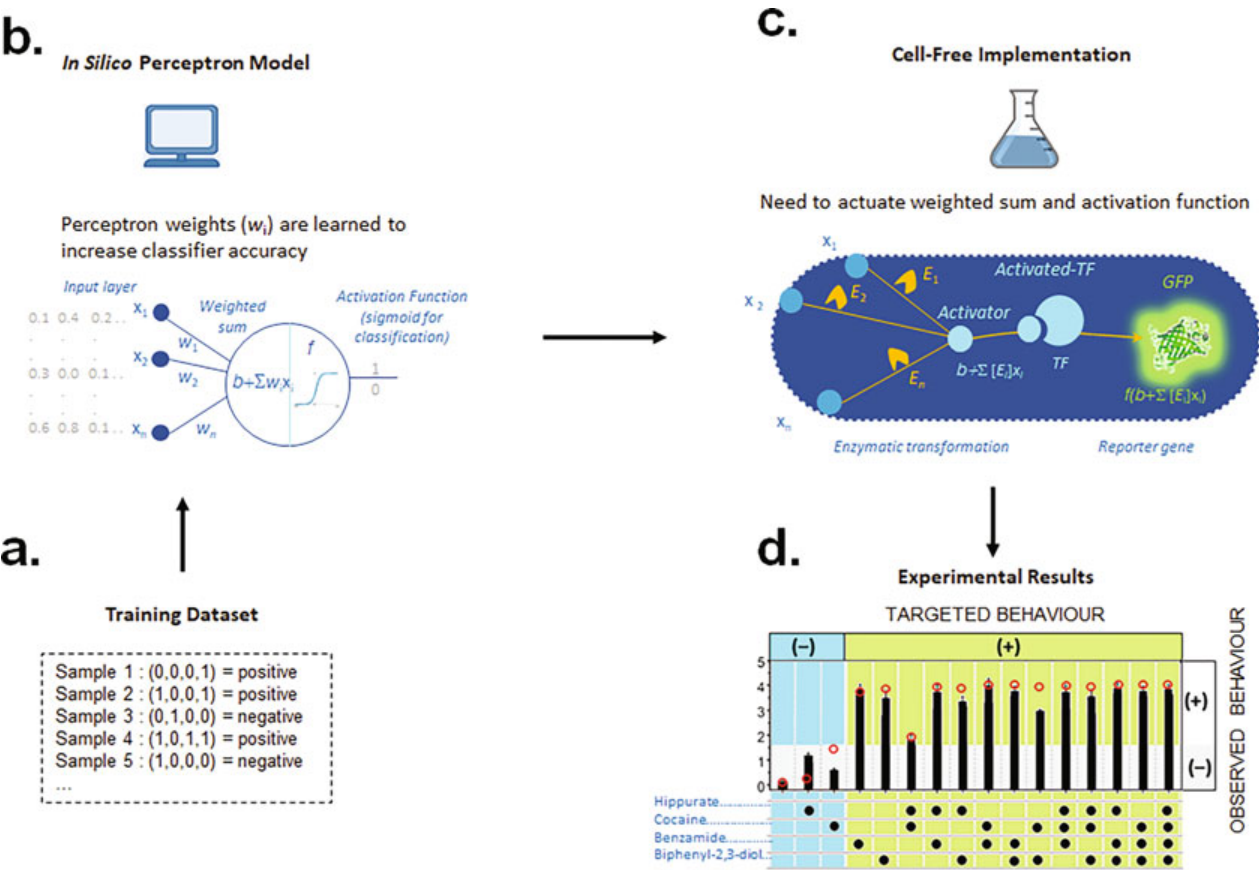 b.
In Silico Perceptron Model
Perceptron weights (wi) are learned to
increase classifier accuracy
Input layer
Weighted
sum
Activation Function
(sigmoid for
classification)
0.1 0.4 0.2..
0.3 0.0 0.1..
0.6 0.8 0.1..
x1
x2
xn
w1
w2
wn
b+Σwixi
f
1
0
a.
Training Dataset
Sample 1 : (0,0,0,1) = positive
Sample 2 : (1,0,0,1) = positive
Sample 3 : (0,1,0,0) = negative
Sample 4 : (1,0,1,1) = positive
Sample 5 : (1,0,0,0) = negative
...
c.
Cell-Free Implementation
Need to actuate weighted sum and activation function
x1
x2
xn
E1
E2
En
Activator
b+Σ [Ei]xi
Activated-TF
TF
GFP
f(b+Σ [Ei]xi)
Enzymatic transformation
Reporter gene
d.
Experimental Results
TARGETED BEHAVIOUR
(-)
(+)
5
4
3
2
1
0
(+)
(-)
OBSERVED BEHAVIOUR
Hippurate
Cocaine
Benzamide
Biphenyl-2,3-diol